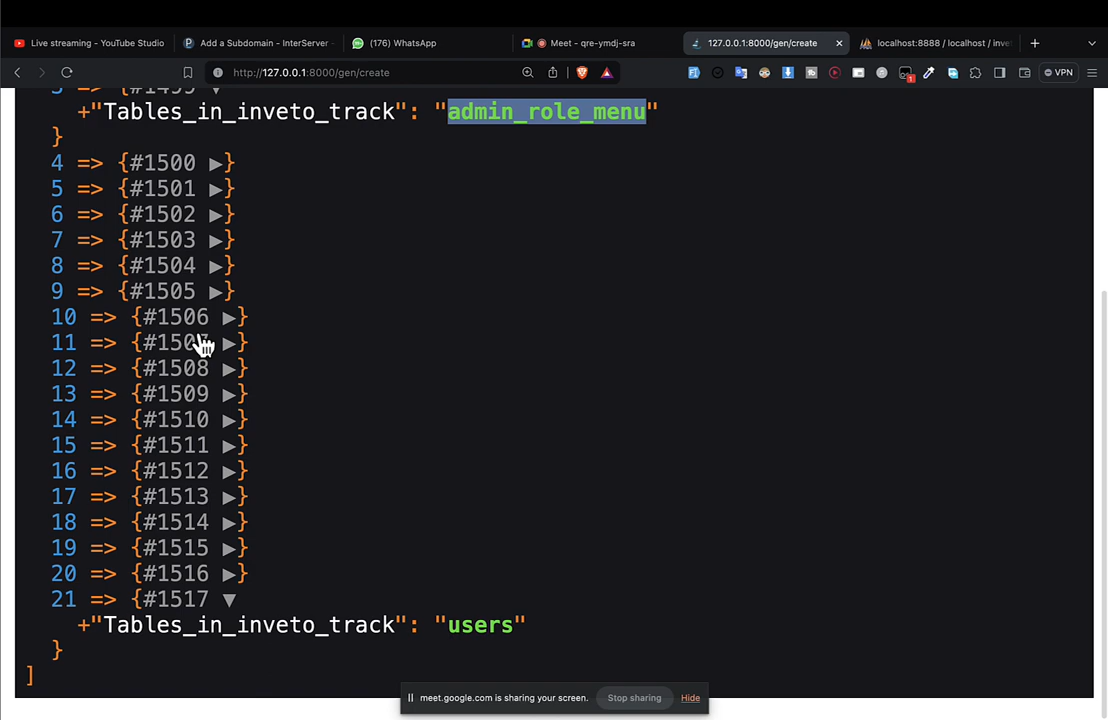 Live streaming - YouTube Studio
Add a Subdomain - InterServer
(176) WhatsApp
Meet - qre-ymdj-sra
127.0.0.1:8000/gen/create
localhost:8888 / localhost / inve
http://127.0.0.1:8000/gen/create
1
VPN
+"Tables_in_inveto_track": "admin_role_menu"
}
4 => {#1500 ▶}
5 => {#1501 ▶}
6 => {#1502 ▶}
7 => {#1503 ▶}
8 => {#1504 ▶}
9 => {#1505 ▶}
10 => {#1506 ▶}
11 => {#1507 ▶}
12 => {#1508 ▶}
13 => {#1509 ▶}
14 => {#1510 ▶}
15 => {#1511 ▶}
16 => {#1512 ▶}
17 => {#1513 ▶}
18 => {#1514 ▶}
19 => {#1515 ▶}
20 => {#1516 ▶}
21 => {#1517 ▼
+"Tables_in_inveto_track": "users"
}
]
meet.google.com is sharing your screen.
Stop sharing
Hide